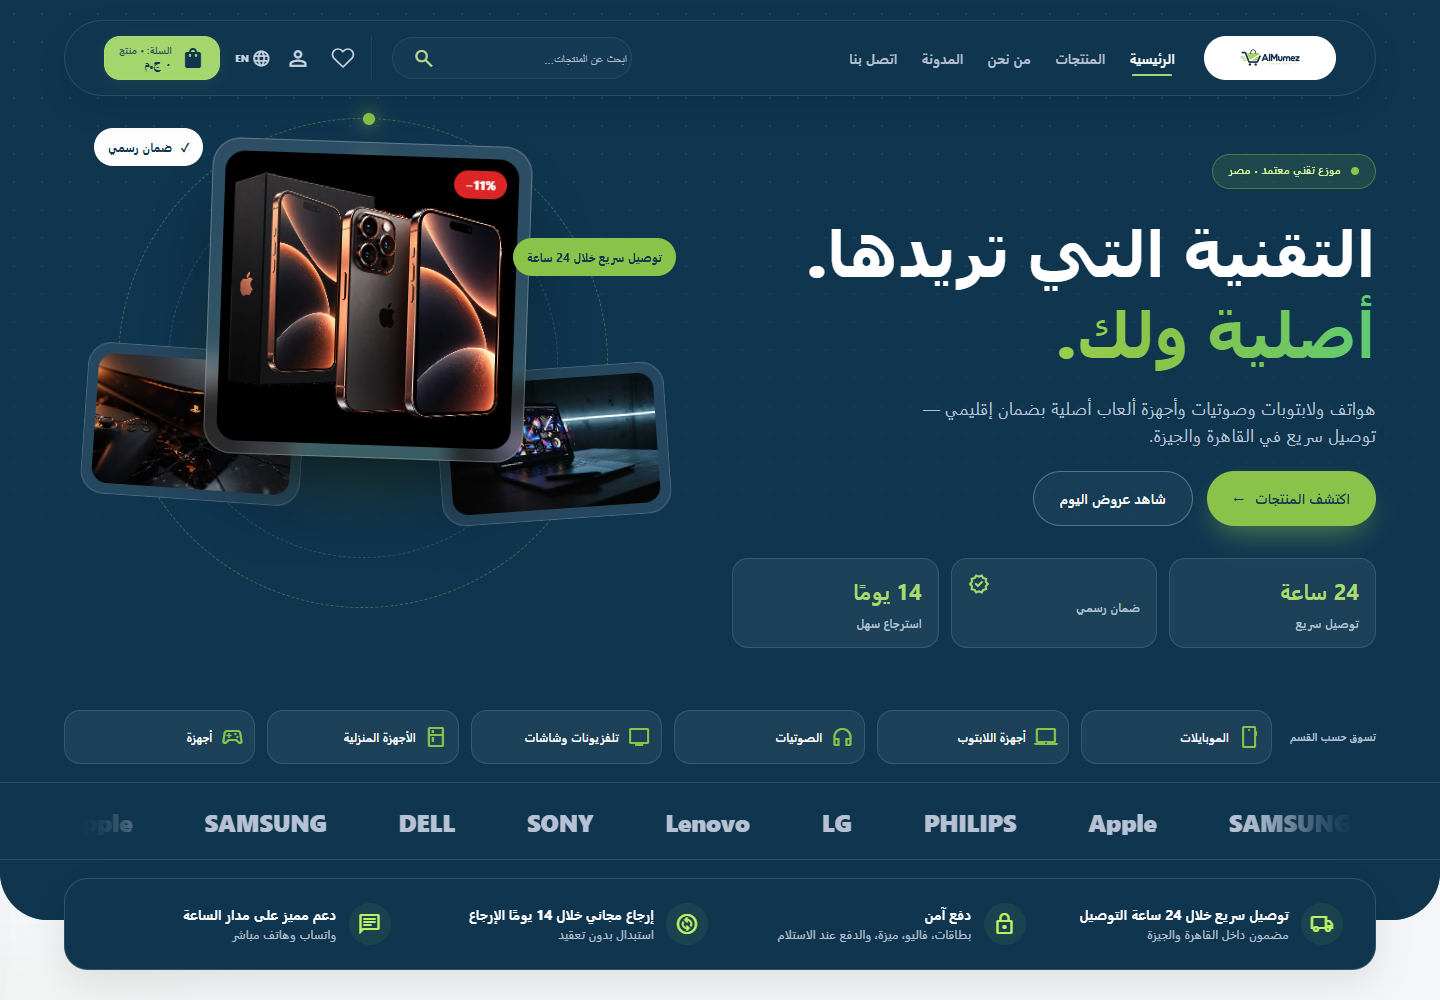 AlMumez
الرئيسية
المنتجات
من نحن
المدونة
اتصل بنا
ابحث عن المنتجات...
EN
السلة: ٠ منتج
٠ ج.م
موزع تقني معتمد · مصر
التقنية التي تريدها.
أصلية ولك.
هواتف ولابتوبات وصوتيات وأجهزة ألعاب أصلية بضمان إقليمي —
توصيل سريع في القاهرة والجيزة.
اكتشف المنتجات ←
شاهد عروض اليوم
24 ساعة
توصيل سريع
ضمان رسمي
14 يومًا
استرجاع سهل
✓ ضمان رسمي
-11%
توصيل سريع خلال 24 ساعة
تسوق حسب القسم
الموبايلات
أجهزة اللابتوب
الصوتيات
تلفزيونات وشاشات
الأجهزة المنزلية
أجهزة
pple
SAMSUNG
DELL
SONY
Lenovo
LG
PHILIPS
Apple
SAMSUNG
توصيل سريع خلال 24 ساعة التوصيل
مضمون داخل القاهرة والجيزة
دفع آمن
بطاقات، فاليو، ميزة، والدفع عند الاستلام
إرجاع مجاني خلال 14 يومًا الإرجاع
استبدال بدون تعقيد
دعم مميز على مدار الساعة
واتساب وهاتف مباشر